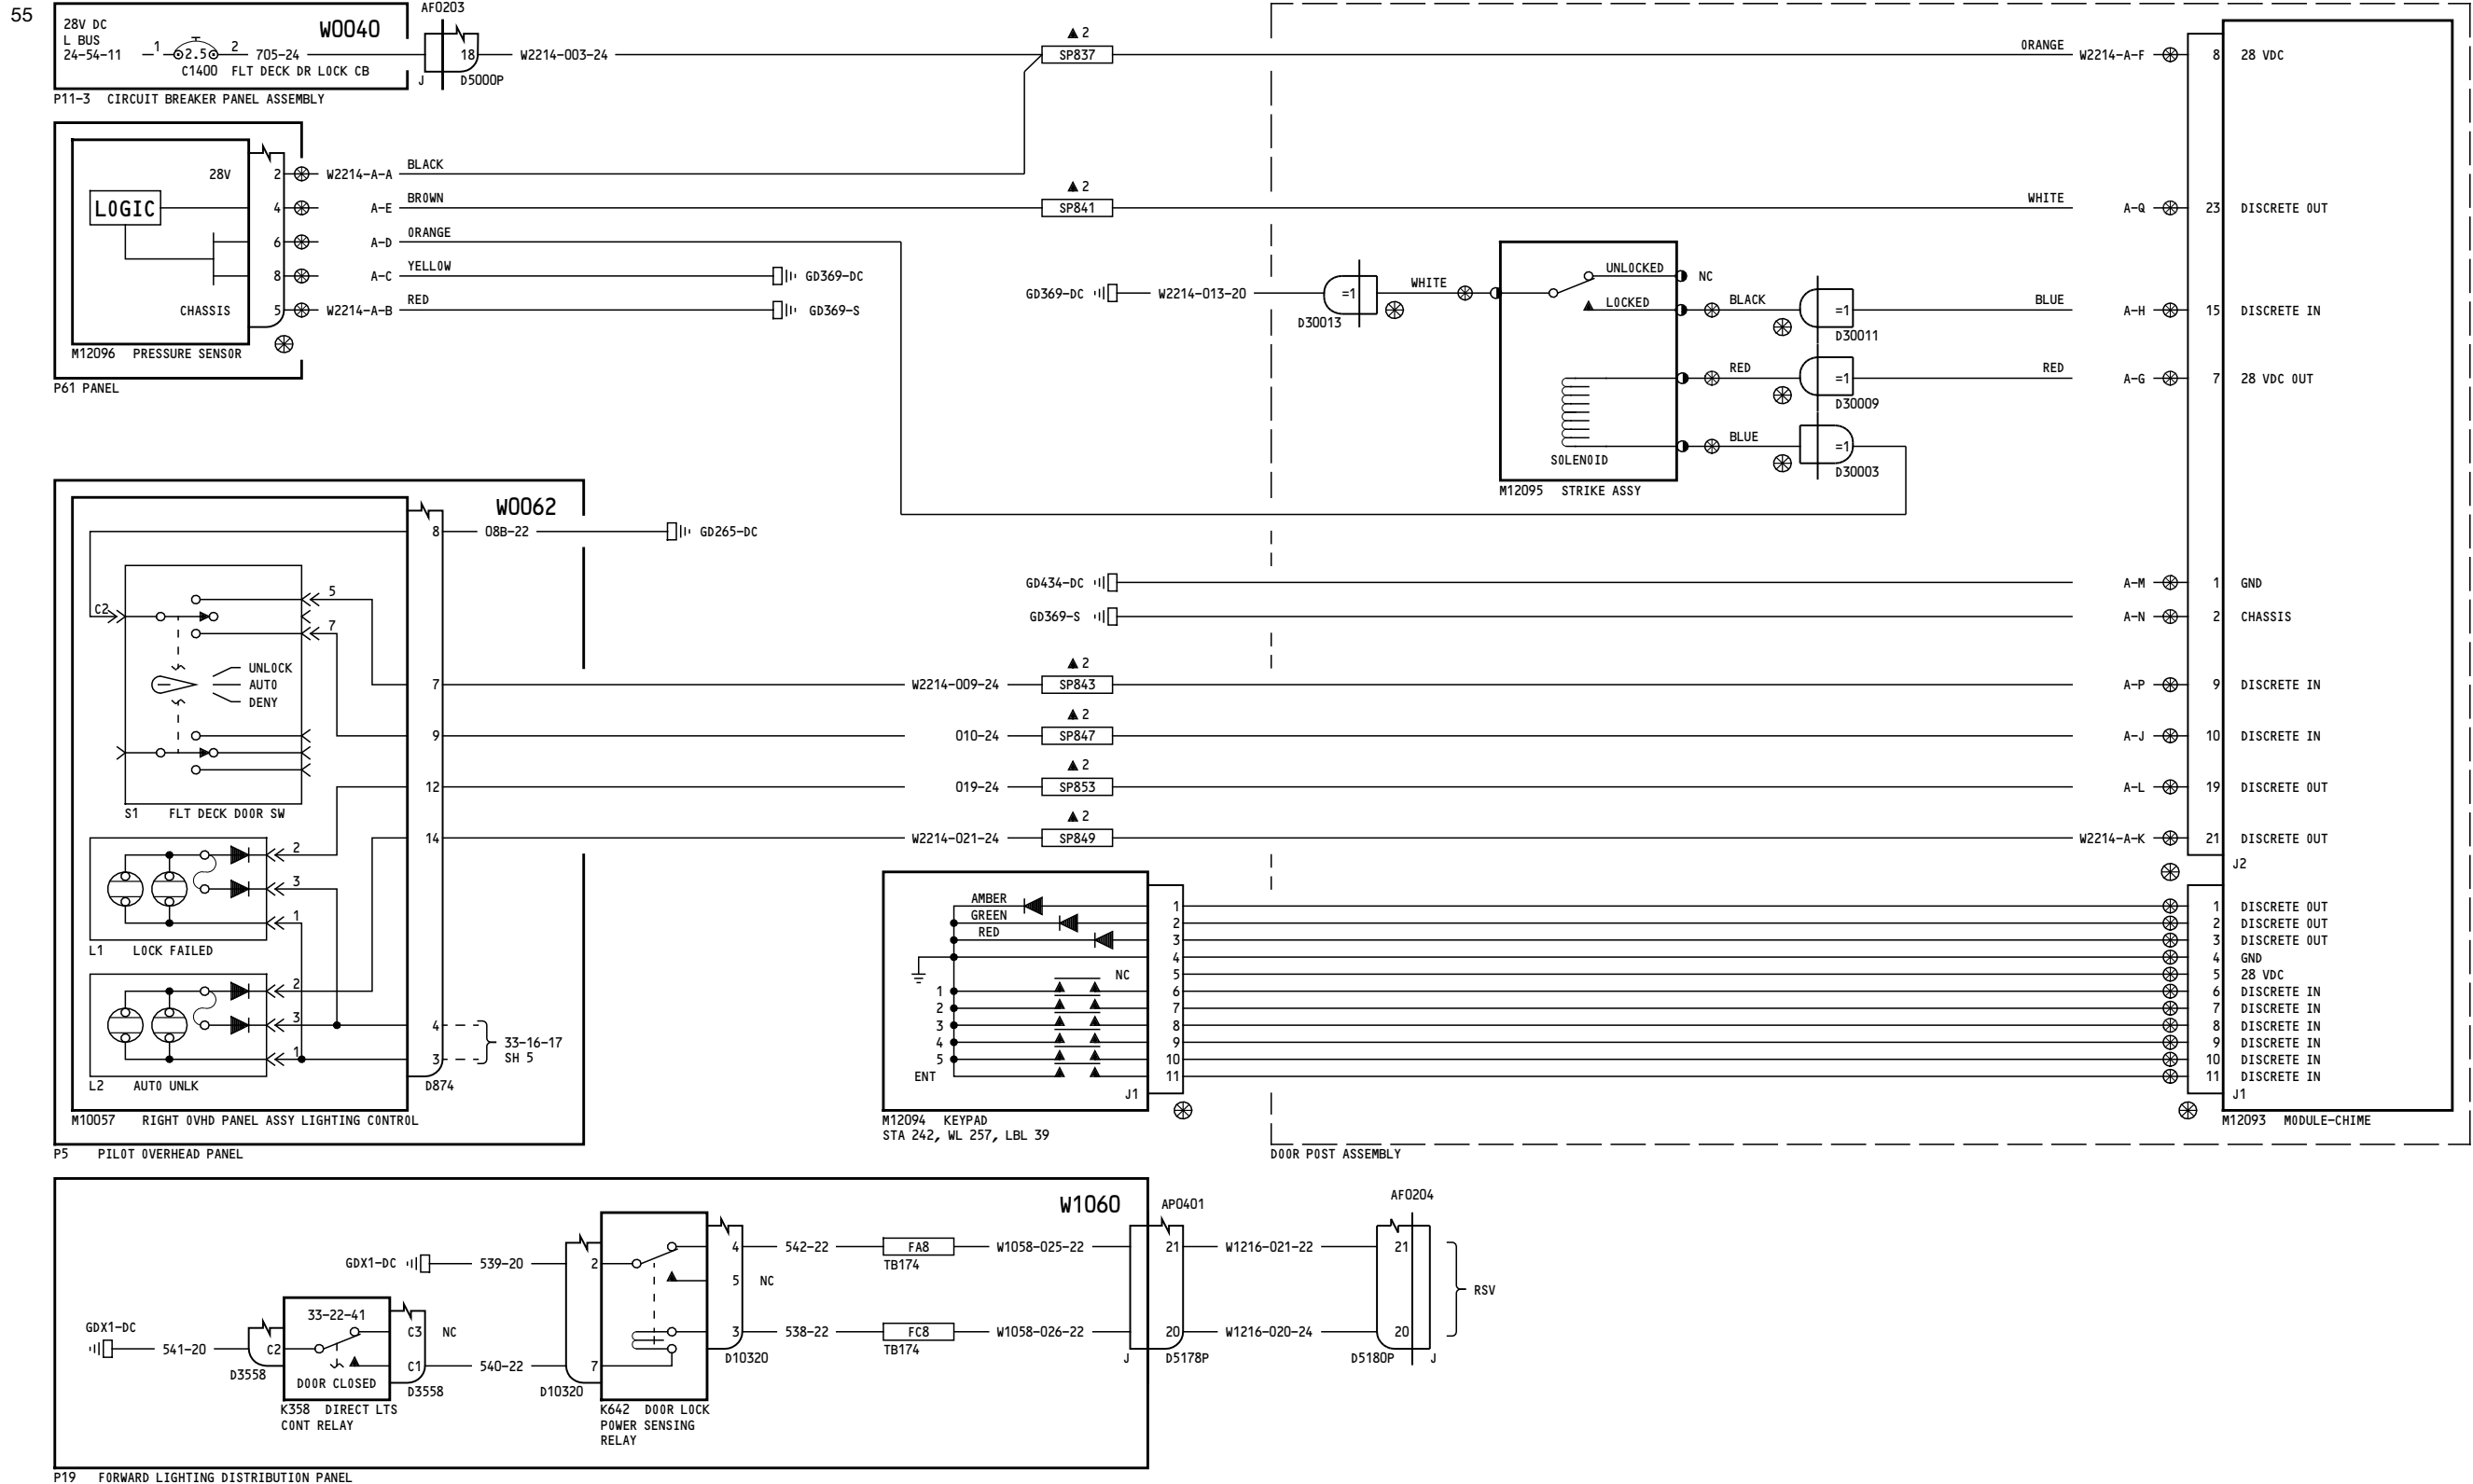 55
28V DC
L BUS
24-54-11
1
2.5
2
705-24
C1400 FLT DECK DR LOCK CB
W0040
P11-3 CIRCUIT BREAKER PANEL ASSEMBLY
AF0203
18
J
D5000P
W2214-003-24
▲ 2
SP837
ORANGE
W2214-A-F
8
28 VDC
LOGIC
28V
CHASSIS
2
4
6
8
5
M12096 PRESSURE SENSOR
P61 PANEL
W2214-A-A
BLACK
A-E
BROWN
A-D
ORANGE
A-C
YELLOW
W2214-A-B
RED
GD369-DC
GD369-S
▲ 2
SP841
WHITE
A-Q
23
DISCRETE OUT
GD369-DC
W2214-013-20
=1
D30013
WHITE
UNLOCKED
NC
LOCKED
SOLENOID
M12095 STRIKE ASSY
BLACK
=1
D30011
BLUE
A-H
15
DISCRETE IN
RED
=1
D30009
RED
A-G
7
28 VDC OUT
BLUE
=1
D30003
W0062
8
08B-22
GD265-DC
C2
5
7
UNLOCK
AUTO
DENY
S1 FLT DECK DOOR SW
7
9
12
14
2
3
1
L1 LOCK FAILED
2
3
1
L2 AUTO UNLK
4
3
33-16-17
SH 5
D874
M10057 RIGHT OVHD PANEL ASSY LIGHTING CONTROL
P5 PILOT OVERHEAD PANEL
GD434-DC
A-M
1
GND
GD369-S
A-N
2
CHASSIS
W2214-009-24
▲ 2
SP843
A-P
9
DISCRETE IN
010-24
▲ 2
SP847
A-J
10
DISCRETE IN
019-24
▲ 2
SP853
A-L
19
DISCRETE OUT
W2214-021-24
▲ 2
SP849
W2214-A-K
21
DISCRETE OUT
J2
AMBER
GREEN
RED
NC
1
2
3
4
5
ENT
1
2
3
4
5
6
7
8
9
10
11
J1
M12094 KEYPAD
STA 242, WL 257, LBL 39
1 DISCRETE OUT
2 DISCRETE OUT
3 DISCRETE OUT
4 GND
5 28 VDC
6 DISCRETE IN
7 DISCRETE IN
8 DISCRETE IN
9 DISCRETE IN
10 DISCRETE IN
11 DISCRETE IN
J1
M12093 MODULE-CHIME
DOOR POST ASSEMBLY
W1060
GDX1-DC
539-20
2
7
D10320
4
5
NC
3
D10320
K642 DOOR LOCK
POWER SENSING
RELAY
GDX1-DC
541-20
C2
D3558
33-22-41
DOOR CLOSED
C3
NC
C1
D3558
540-22
K358 DIRECT LTS
CONT RELAY
542-22
FA8
TB174
W1058-025-22
538-22
FC8
TB174
W1058-026-22
AP0401
21
20
J
D5178P
W1216-021-22
W1216-020-24
AF0204
21
20
D5180P
J
RSV
P19 FORWARD LIGHTING DISTRIBUTION PANEL